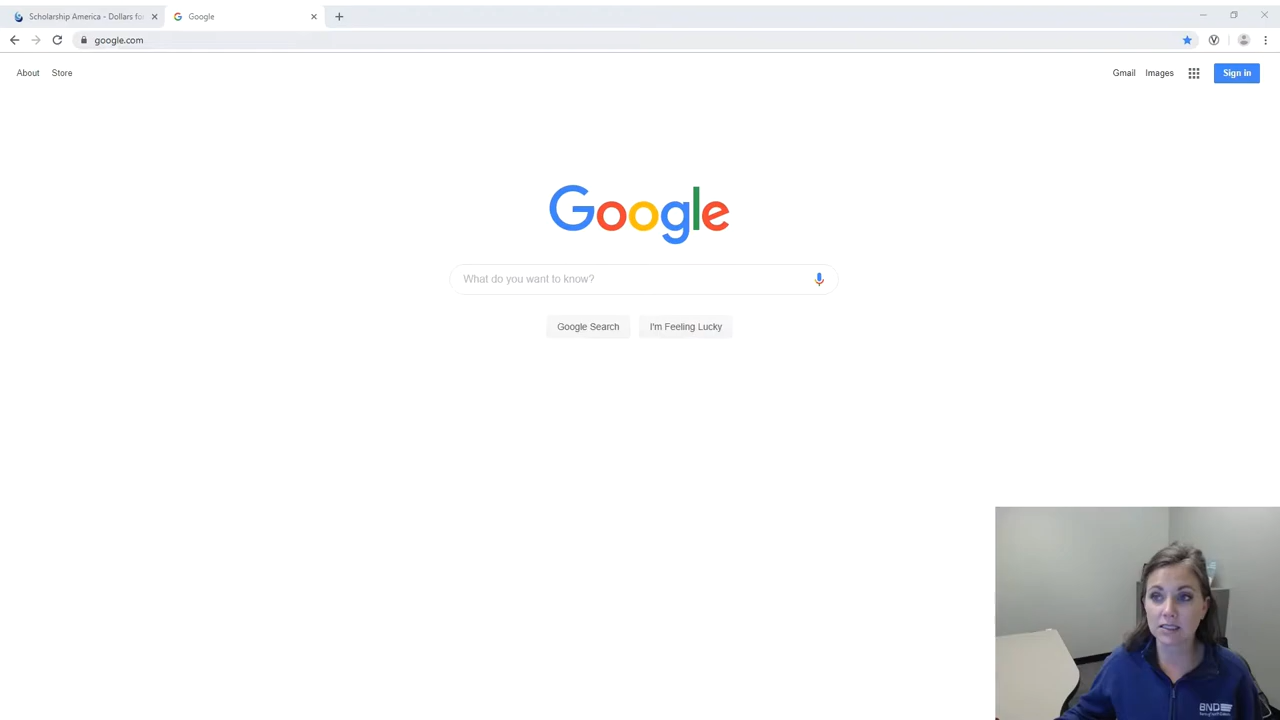 Scholarship America - Dollars fo
Google
google.com
About Store
Gmail Images Sign in
Google
What do you want to know?
Google Search I'm Feeling Lucky
BND